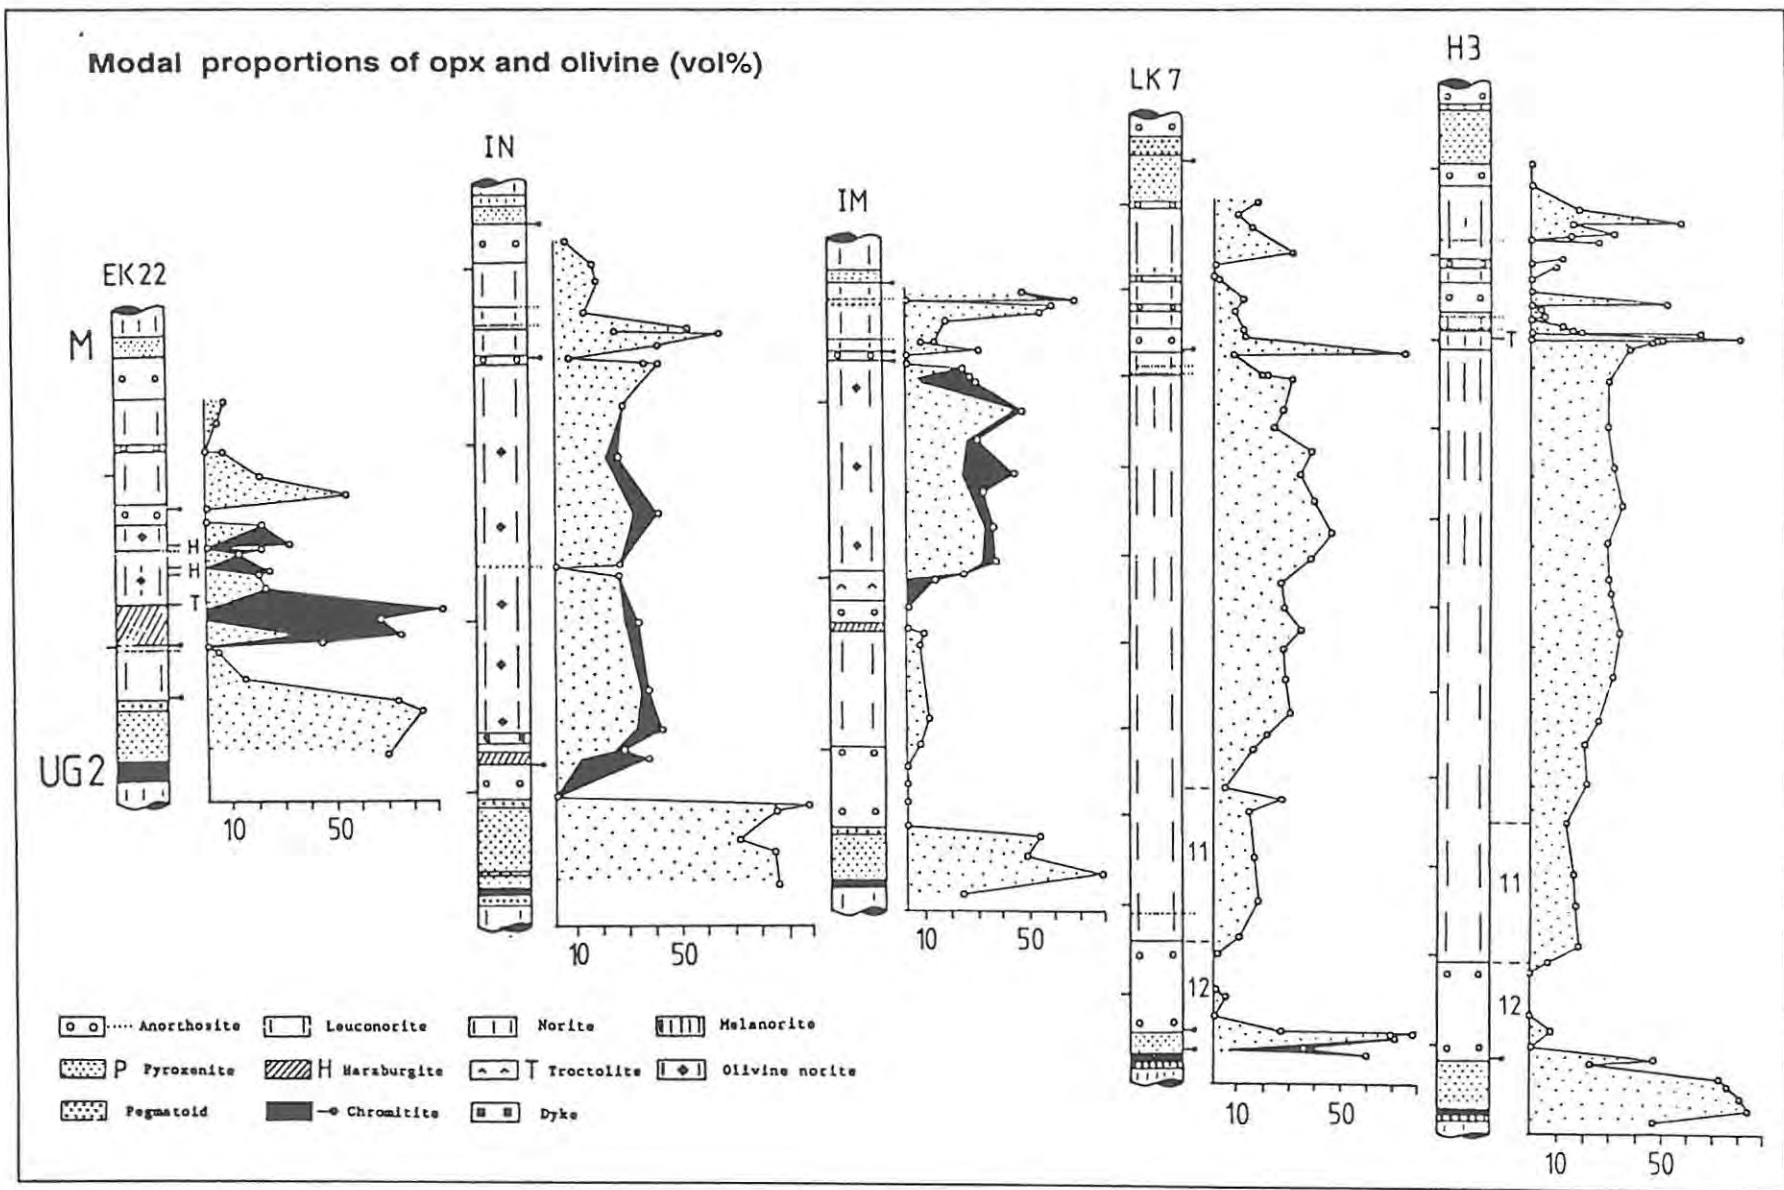 Modal proportions of opx and olivine (vol%)
H3
LK7
IN
IM
EK22
M
T
H
H
T
UG2
10 50
10 50
10 50
10 50
10 50
11
12
11
12
Anorthosite Leuconorite Norite Melanorite
P Pyroxenite H Harzburgite T Troctolite Olivine norite
Pegmatoid Chromitite Dyke